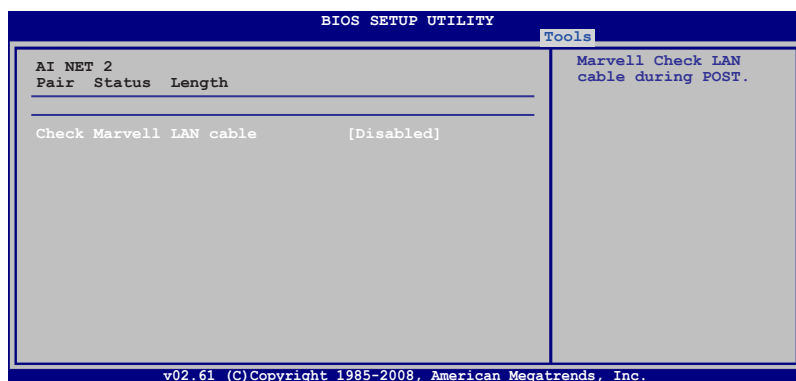 BIOS SETUP UTILITY
Tools
AI NET 2
Pair Status Length
Check Marvell LAN cable [Disabled]
Marvell Check LAN
cable during POST.
v02.61 (C)Copyright 1985-2008, American Megatrends, Inc.